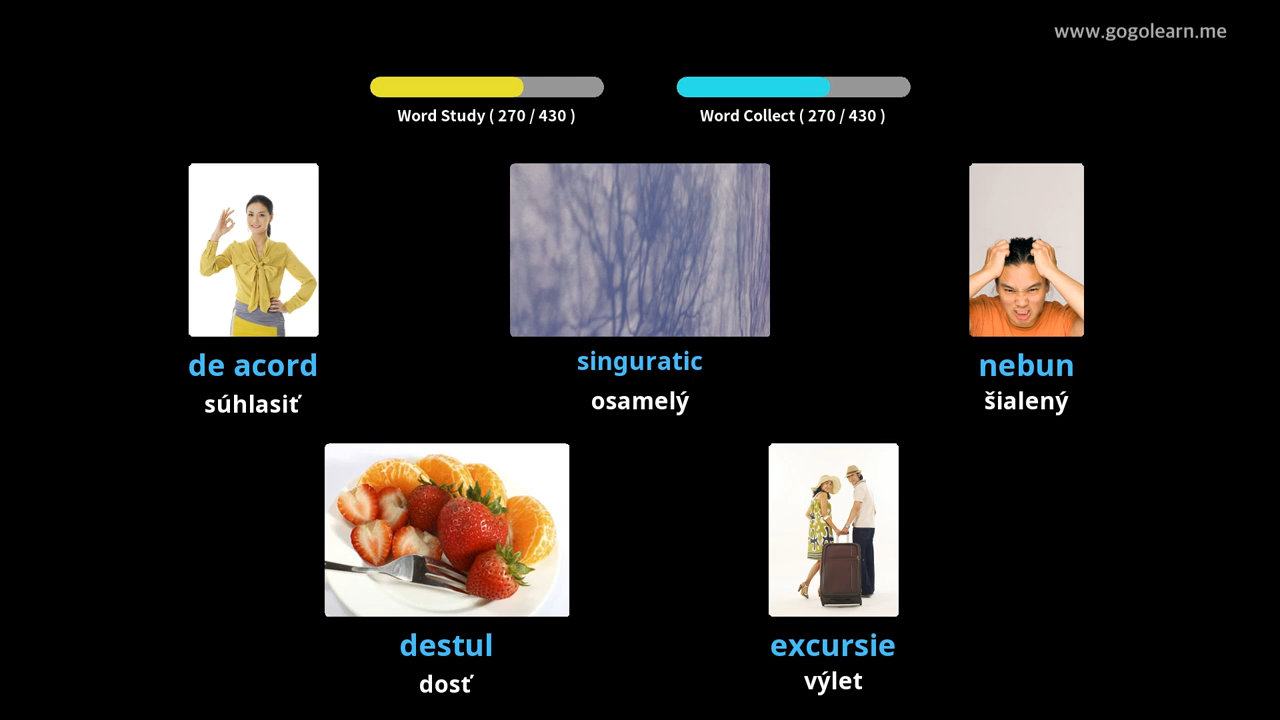 www.gogolearn.me
Word Study ( 270 / 430 )
Word Collect ( 270 / 430 )
de acord
súhlasiť
singuratic
osamelý
nebun
šialený
destul
dosť
excursie
výlet